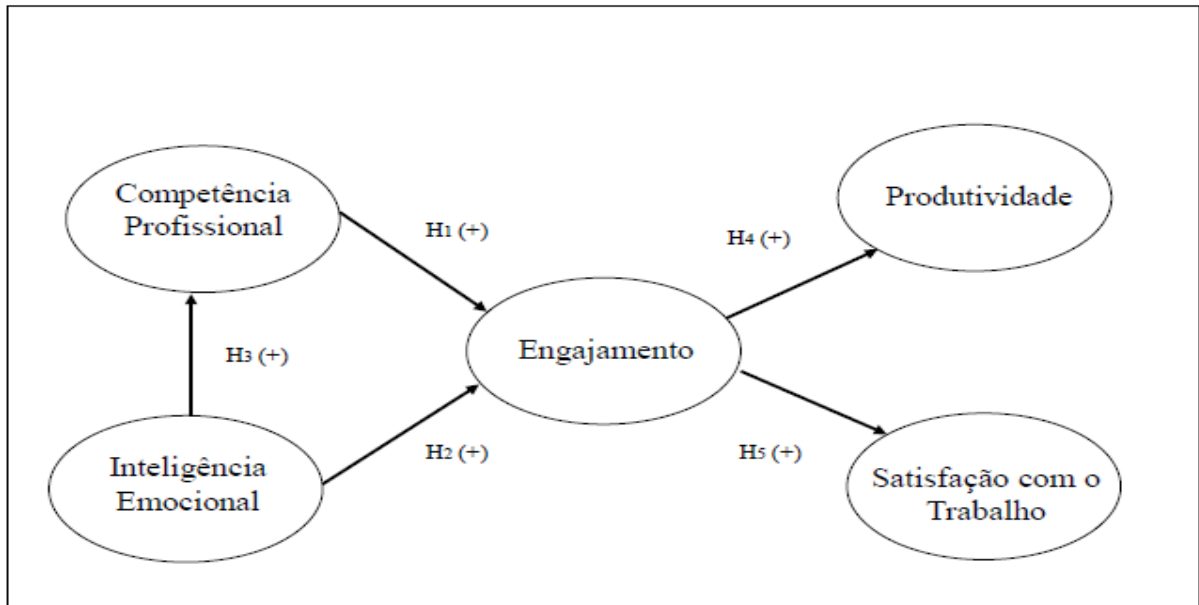 Competência
Profissional
Produtividade
H1 (+)
H4 (+)
Engajamento
H3 (+)
H2 (+)
H5 (+)
Inteligência
Emocional
Satisfação com o
Trabalho